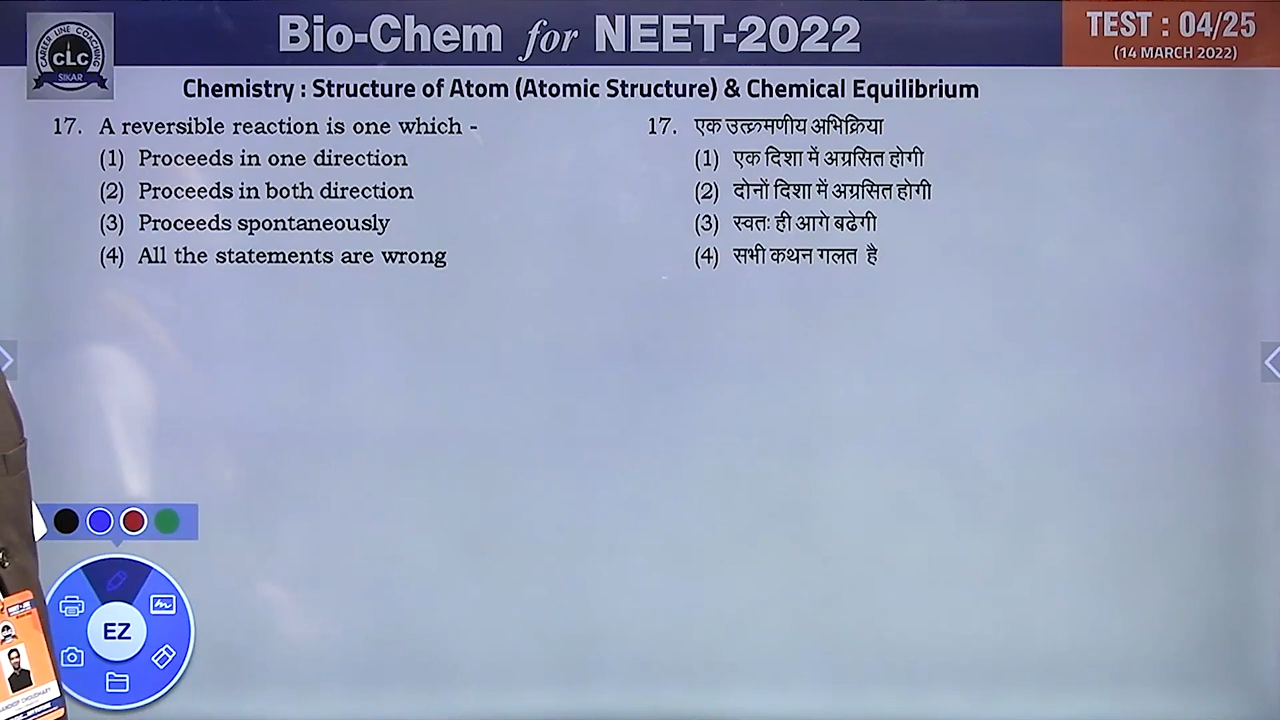 CAREER LINE COACHING
CLC
SIKAR
Bio-Chem for NEET-2022
TEST : 04/25
(14 MARCH 2022)
Chemistry : Structure of Atom (Atomic Structure) & Chemical Equilibrium
17. A reversible reaction is one which -
(1) Proceeds in one direction
(2) Proceeds in both direction
(3) Proceeds spontaneously
(4) All the statements are wrong
17. एक उत्क्रमणीय अभिक्रिया
(1) एक दिशा में अग्रसित होगी
(2) दोनों दिशा में अग्रसित होगी
(3) स्वतः ही आगे बढेगी
(4) सभी कथन गलत है
EZ